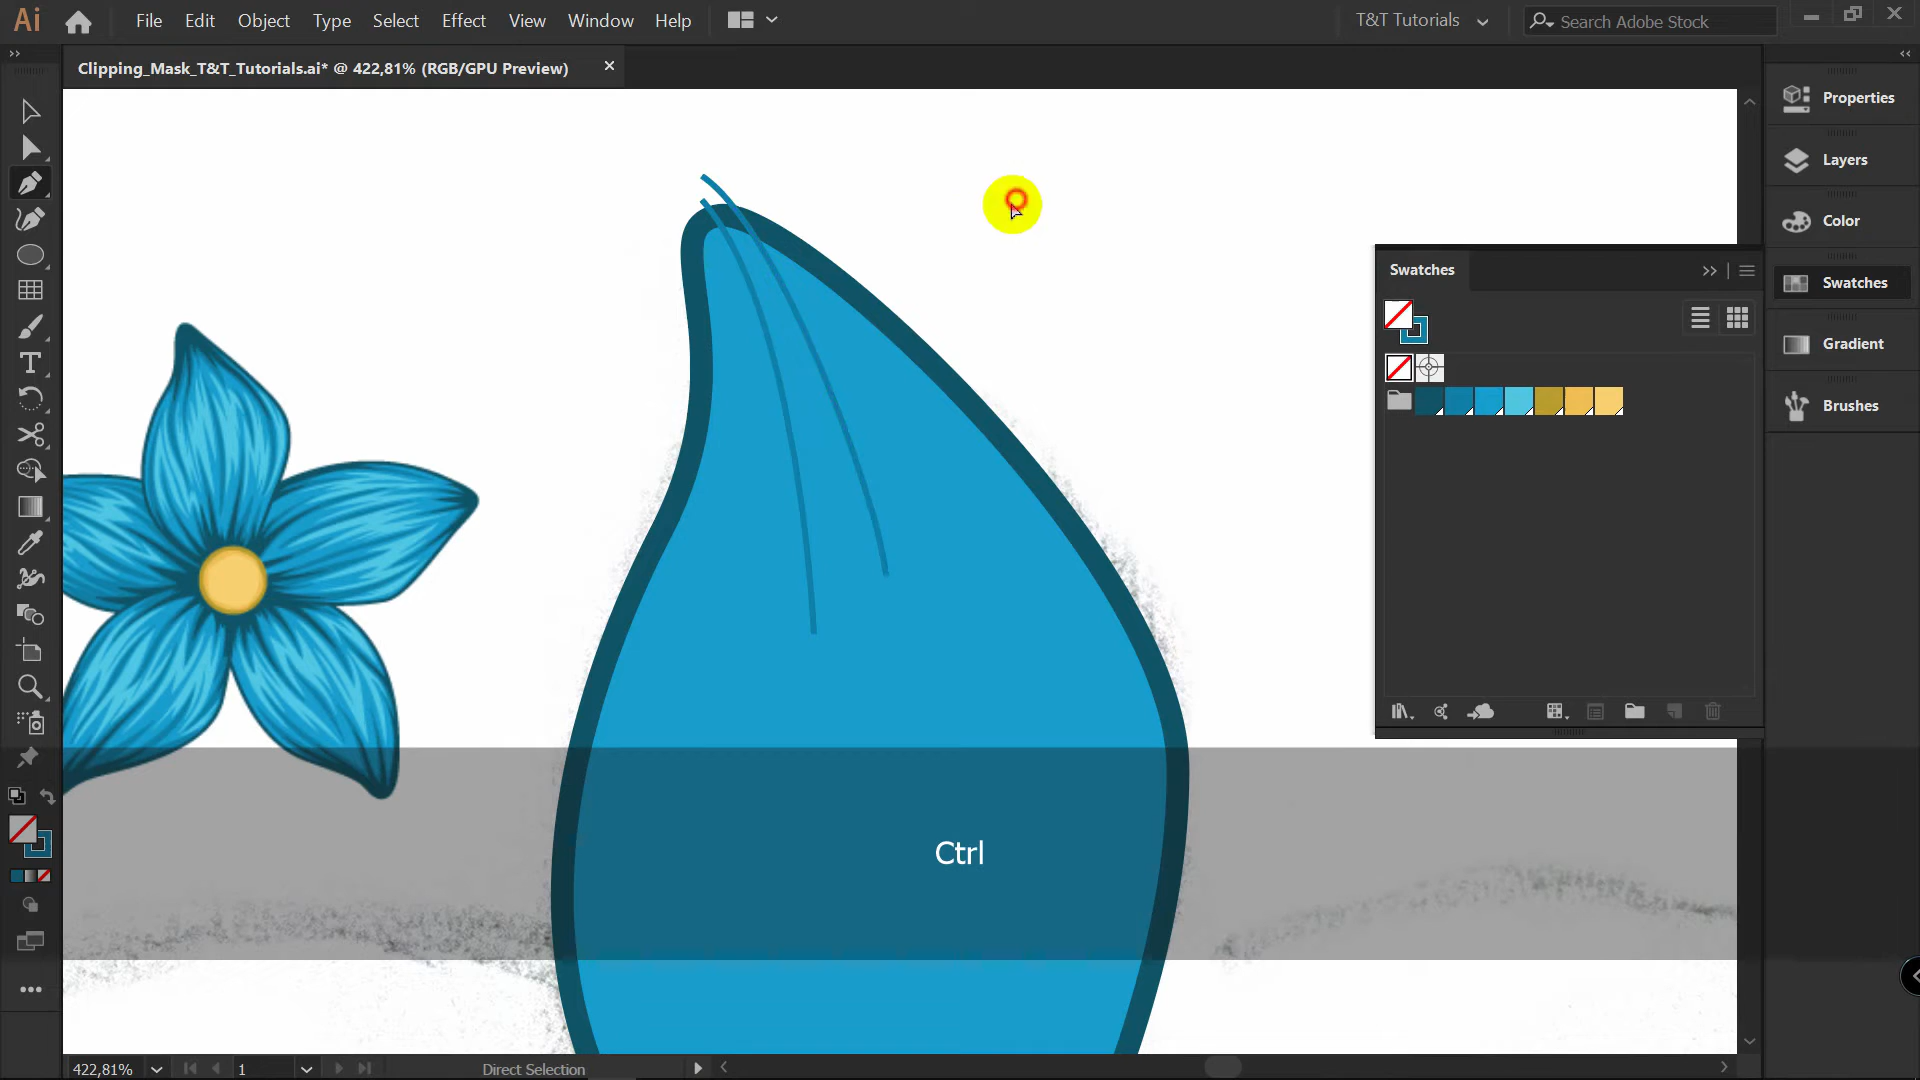 Ai File Edit Object Type Select Effect View Window Help T&T Tutorials Search Adobe Stock
Clipping_Mask_T&T_Tutorials.ai* @ 422,81% (RGB/GPU Preview)
Properties
Layers
Color
Swatches
Swatches
Gradient
Brushes
Ctrl
422,81% 1 Direct Selection